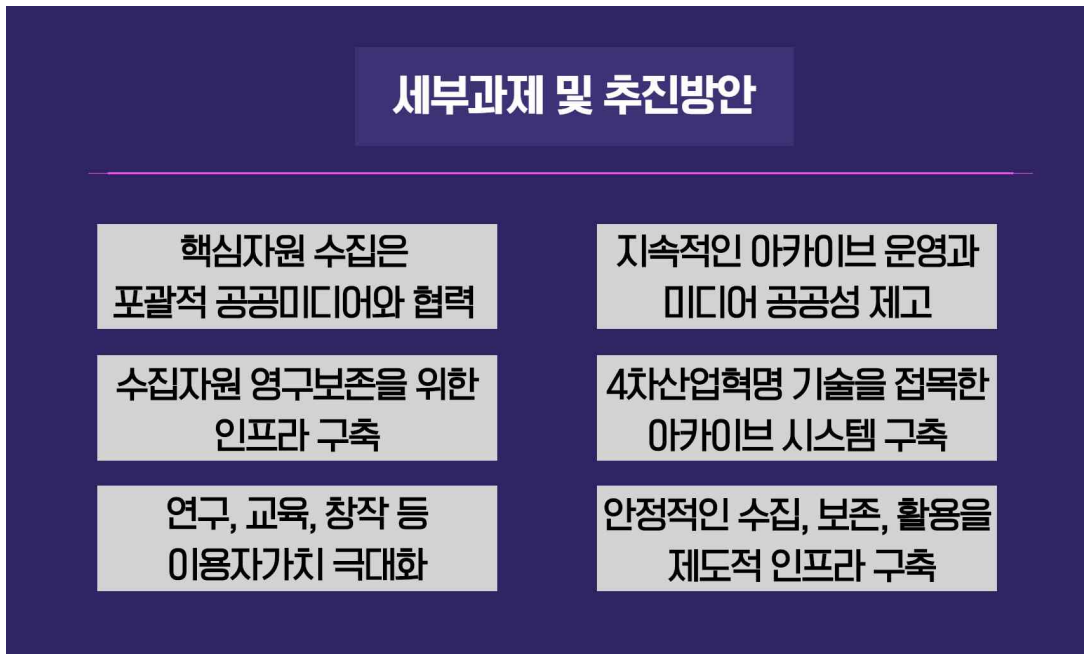 세부과제 및 추진방안
핵심자원 수집은
포괄적 공공미디어와 협력
지속적인 아카이브 운영과
미디어 공공성 제고
수집자원 영구보존을 위한
인프라 구축
4차산업혁명 기술을 접목한
아카이브 시스템 구축
연구, 교육, 창작 등
이용자가치 극대화
안정적인 수집, 보존, 활용을
제도적 인프라 구축